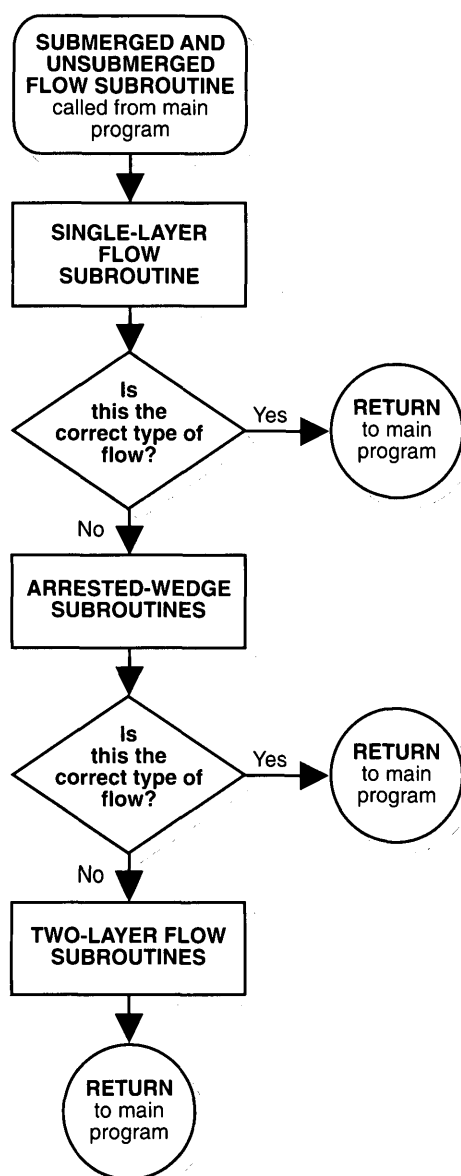 SUBMERGED AND
UNSUBMERGED
FLOW SUBROUTINE
called from main
program
SINGLE-LAYER
FLOW
SUBROUTINE
Is
this the
correct type of
flow?
Yes
RETURN
to main
program
No
ARRESTED-WEDGE
SUBROUTINES
Is
this the
correct type of
flow?
Yes
RETURN
to main
program
No
TWO-LAYER FLOW
SUBROUTINES
RETURN
to main
program